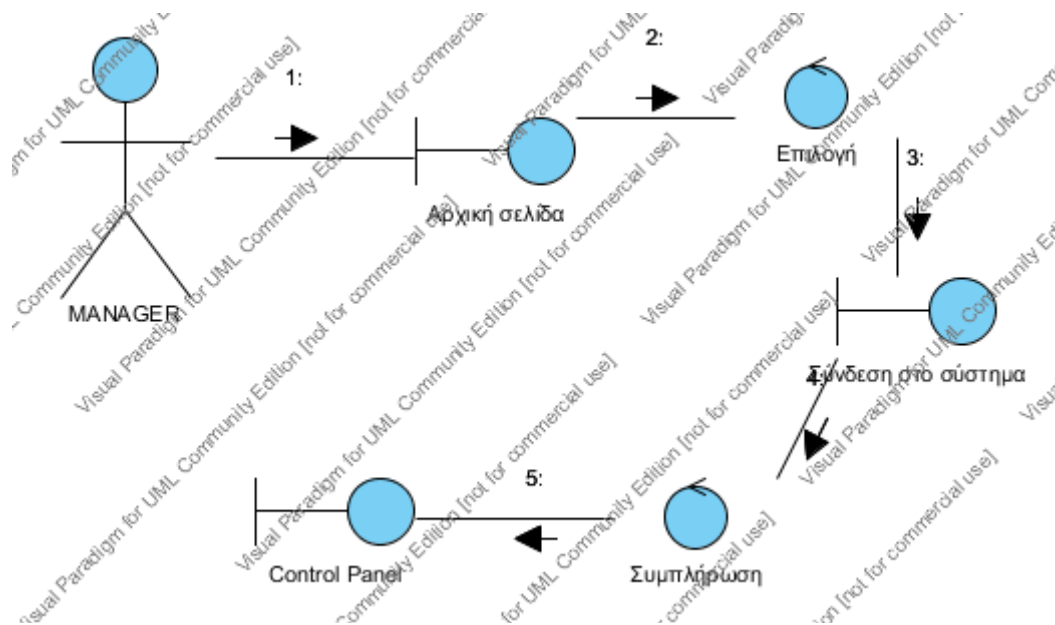 1:
2:
Επιλογή
3:
Αρχική σελίδα
MANAGER
Σύνδεση στο σύστημα
4:
5:
Control Panel
Συμπλήρωση
Visual Paradigm for UML Community Edition [not for commercial use]